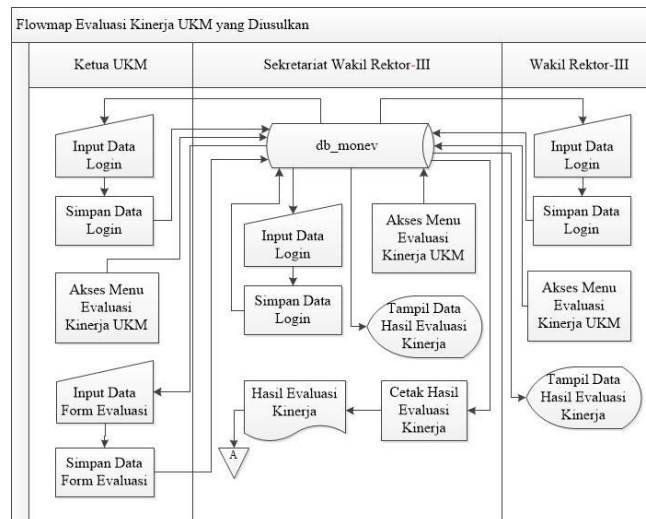 Flowmap Evaluasi Kinerja UKM yang Diusulkan
Ketua UKM
Sekretariat Wakil Rektor-III
Wakil Rektor-III
Input Data
Login
Simpan Data
Login
Akses Menu
Evaluasi
Kinerja UKM
Input Data
Form Evaluasi
Simpan Data
Form Evaluasi
db_monev
Input Data
Login
Simpan Data
Login
Akses Menu
Evaluasi
Kinerja UKM
Tampil Data
Hasil Evaluasi
Kinerja
Hasil Evaluasi
Kinerja
Cetak Hasil
Evaluasi
Kinerja
A
Input Data
Login
Simpan Data
Login
Akses Menu
Evaluasi
Kinerja UKM
Tampil Data
Hasil Evaluasi
Kinerja